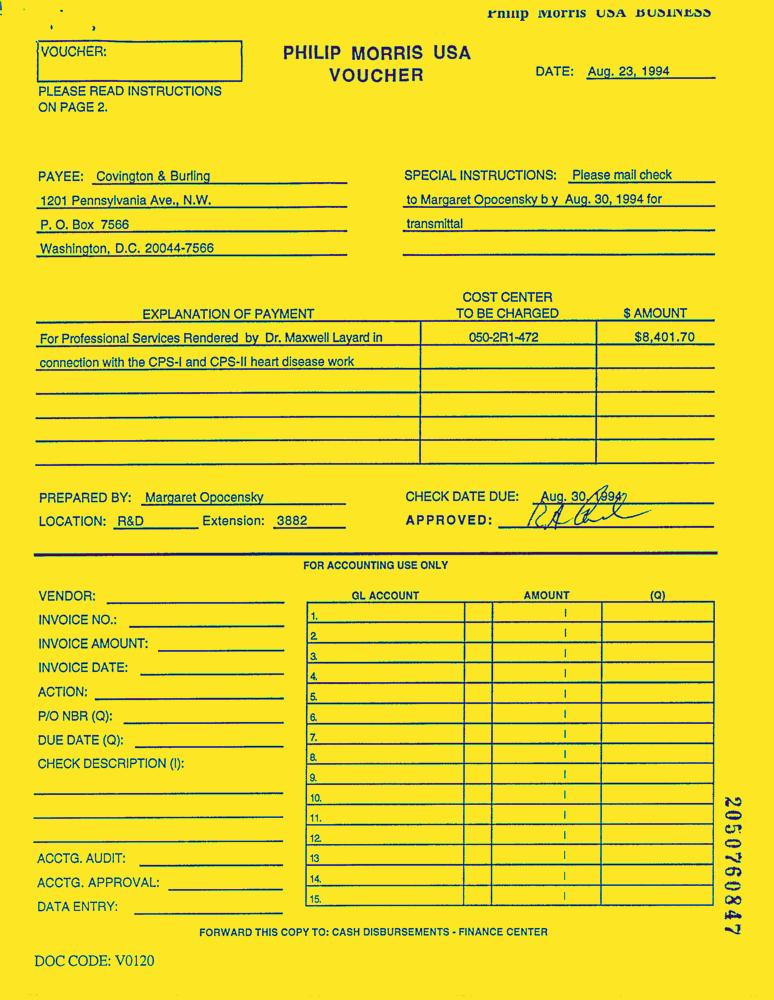 Philip Morris USA BUSINESS
VOUCHER:
PHILIP MORRIS USA
VOUCHER
DATE: Aug. 23, 1994
PLEASE READ INSTRUCTIONS
ON PAGE 2.
PAYEE: Covington & Burling
1201 Pennsylvania Ave., N.W.
P. O. Box 7566
Washington, D.C. 20044-7566
SPECIAL INSTRUCTIONS: Please mail check
to Margaret Opocensky b y Aug. 30, 1994 for
transmittal
EXPLANATION OF PAYMENT
COST CENTER
TO BE CHARGED
$ AMOUNT
For Professional Services Rendered by Dr. Maxwell Layard in 050-2R1-472 $8,401.70
connection with the CPS-I and CPS-II heart disease work
PREPARED BY: Margaret Opocensky
LOCATION: R&D Extension: 3882
CHECK DATE DUE: Aug. 30, 1994
APPROVED:
FOR ACCOUNTING USE ONLY
VENDOR:
INVOICE NO.:
INVOICE AMOUNT:
INVOICE DATE:
ACTION:
P/O NBR (Q):
DUE DATE (Q):
CHECK DESCRIPTION (I):
ACCTG. AUDIT:
ACCTG. APPROVAL:
DATA ENTRY:
GL ACCOUNT AMOUNT (Q)
1.
2.
3.
4.
5.
6.
7.
8.
9.
10.
11.
12.
13
14.
15.
2050760847
FORWARD THIS COPY TO: CASH DISBURSEMENTS - FINANCE CENTER
DOC CODE: V0120